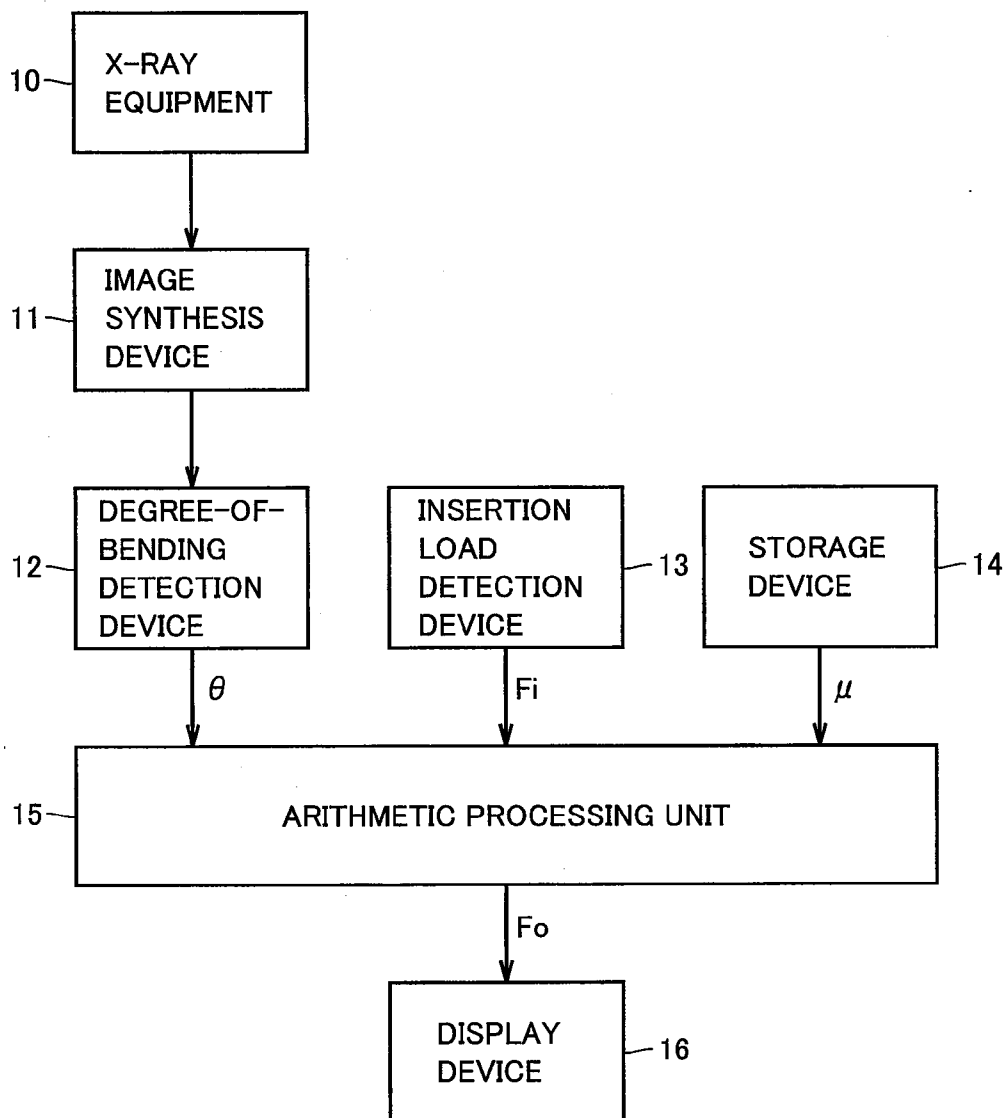 10
X-RAY
EQUIPMENT
11
IMAGE
SYNTHESIS
DEVICE
12
DEGREE-OF-
BENDING
DETECTION
DEVICE
INSERTION
LOAD
DETECTION
DEVICE
13
STORAGE
DEVICE
14
θ
Fi
μ
15
ARITHMETIC PROCESSING UNIT
Fo
DISPLAY
DEVICE
16